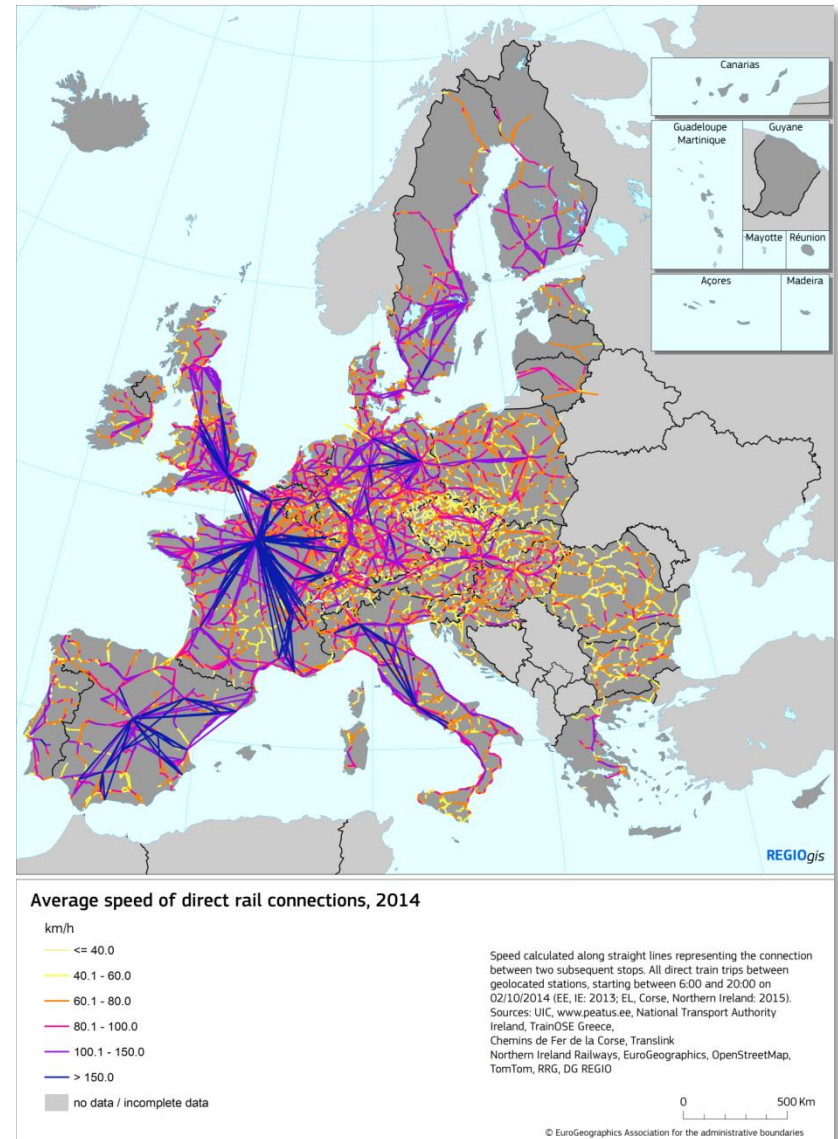 Canarias
Guadeloupe
Martinique
Guyane
Mayotte
Réunion
Açores
Madeira
REGIOgis
Average speed of direct rail connections, 2014
km/h
<= 40.0
40.1 - 60.0
60.1 - 80.0
80.1 - 100.0
100.1 - 150.0
> 150.0
no data / incomplete data
Speed calculated along straight lines representing the connection
between two subsequent stops. All direct train trips between
geolocated stations, starting between 6:00 and 20:00 on
02/10/2014 (EE, IE: 2013; EL, Corse, Northern Ireland: 2015).
Sources: UIC, www.peatus.ee, National Transport Authority
Ireland, TrainOSE Greece,
Chemins de Fer de la Corse, Translink
Northern Ireland Railways, EuroGeographics, OpenStreetMap,
TomTom, RRG, DG REGIO
0 500 Km
© EuroGeographics Association for the administrative boundaries